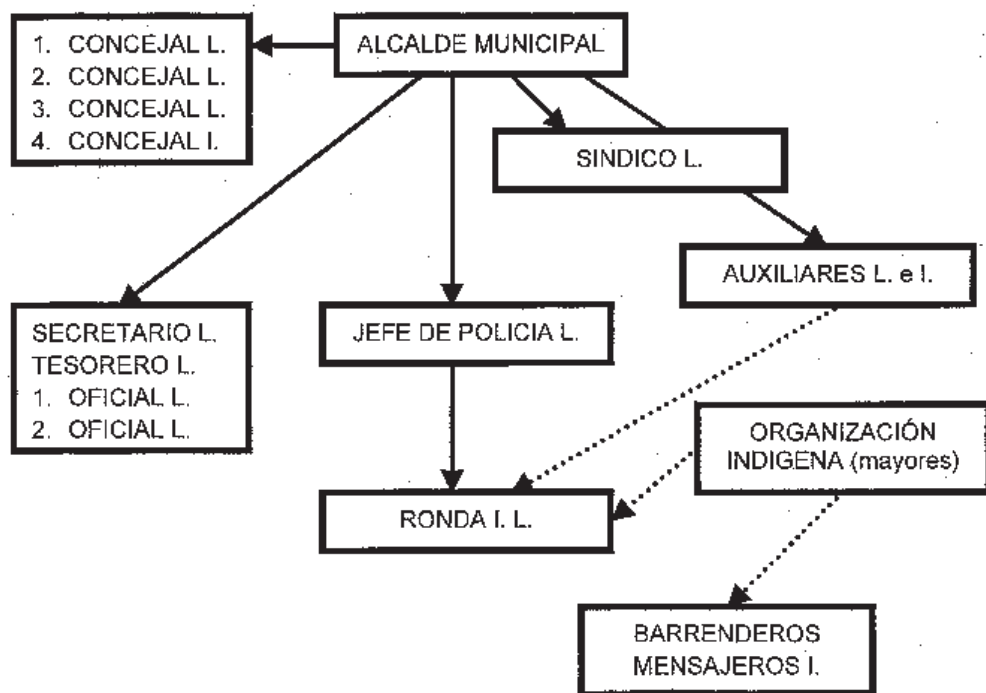 1. CONCEJAL L.
2. CONCEJAL L.
3. CONCEJAL L.
4. CONCEJAL I.
ALCALDE MUNICIPAL
SINDICO L.
AUXILIARES L. e I.
SECRETARIO L.
TESORERO L.
1. OFICIAL L.
2. OFICIAL L.
JEFE DE POLICIA L.
ORGANIZACIÓN
INDIGENA (mayores)
RONDA I. L.
BARRENDEROS
MENSAJEROS I.